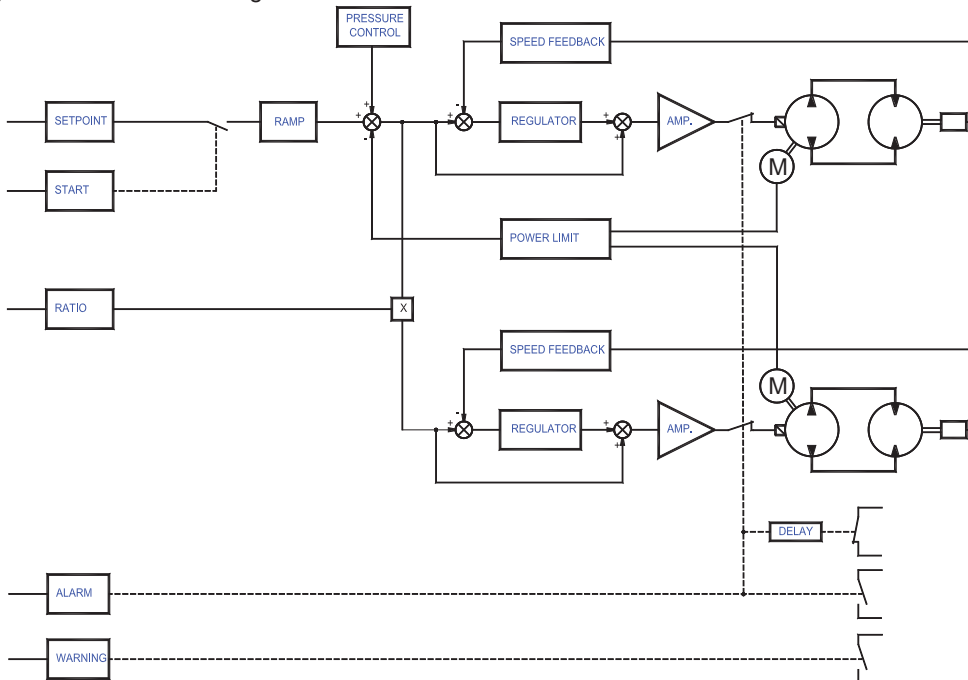 PRESSURE
CONTROL
SPEED FEEDBACK
SETPOINT
RAMP
REGULATOR
AMP.
START
M
POWER LIMIT
RATIO
X
SPEED FEEDBACK
M
REGULATOR
AMP.
DELAY
ALARM
WARNING